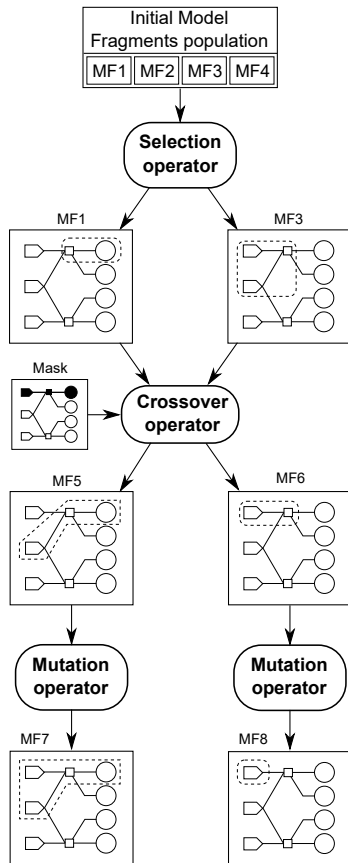 Initial Model
Fragments population
MF1 MF2 MF3 MF4
Selection
operator
MF1 MF3
Mask
Crossover
operator
MF5 MF6
Mutation
operator
Mutation
operator
MF7 MF8